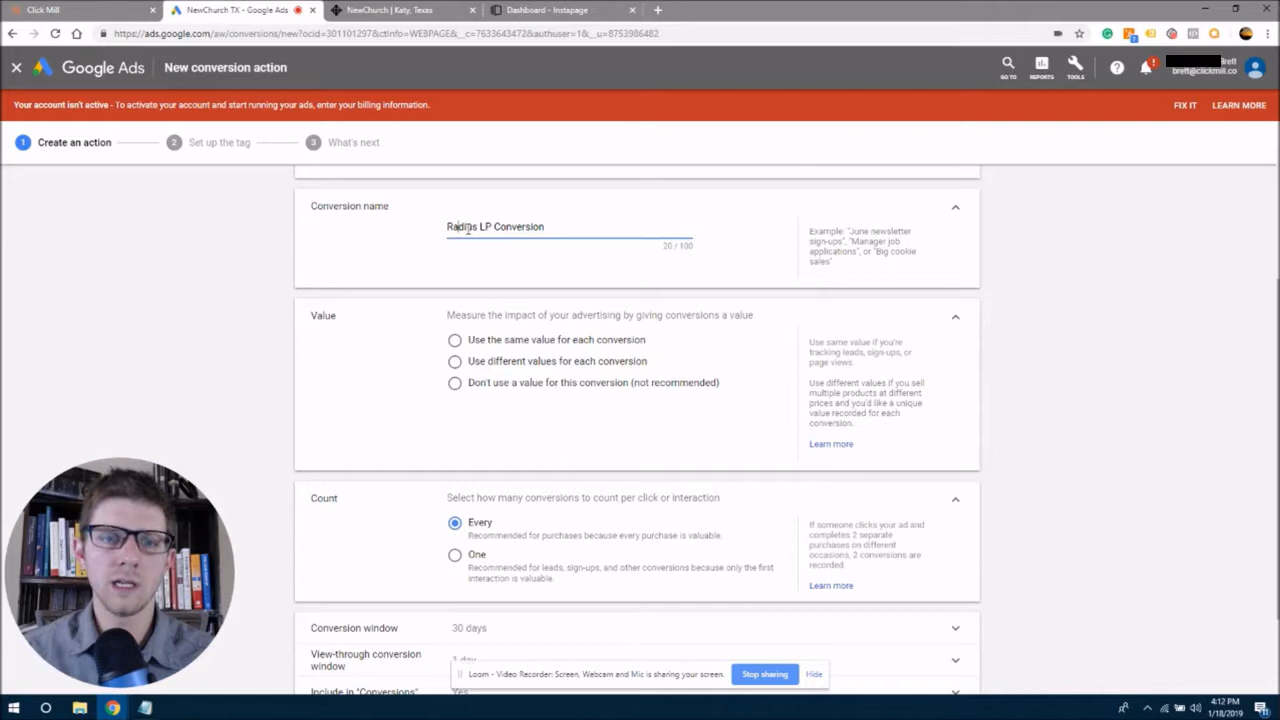 Click Mill
NewChurch TX - Google Ads
NewChurch | Katy, Texas
Dashboard - Instapage
https://ads.google.com/aw/conversions/new?ocid=301101297&ctInfo=WEBPAGE&__c=7633643472&authuser=1&__u=8753986482
Google Ads
New conversion action
GO TO
REPORTS
TOOLS
Brett
brett@clickmill.co
Your account isn't active - To activate your account and start running your ads, enter your billing information.
FIX IT
LEARN MORE
1 Create an action
2 Set up the tag
3 What's next
Conversion name
Radius LP Conversion
20 / 100
Example: "June newsletter
sign-ups", "Manager job
applications", or "Big cookie
sales"
Value
Measure the impact of your advertising by giving conversions a value
Use the same value for each conversion
Use different values for each conversion
Don't use a value for this conversion (not recommended)
Use same value if you're
tracking leads, sign-ups, or
page views.
Use different values if you sell
multiple products at different
prices and you'd like a unique
value recorded for each
conversion.
Learn more
Count
Select how many conversions to count per click or interaction
Every
Recommended for purchases because every purchase is valuable.
One
Recommended for leads, sign-ups, and other conversions because only the first
interaction is valuable.
If someone clicks your ad and
completes 2 separate
purchases on different
occasions, 2 conversions are
recorded.
Learn more
Conversion window
30 days
View-through conversion
window
1 day
Loom - Video Recorder: Screen, Webcam and Mic is sharing your screen.
Stop sharing
Hide
Include in "Conversions"
Yes
4:12 PM
1/18/2019